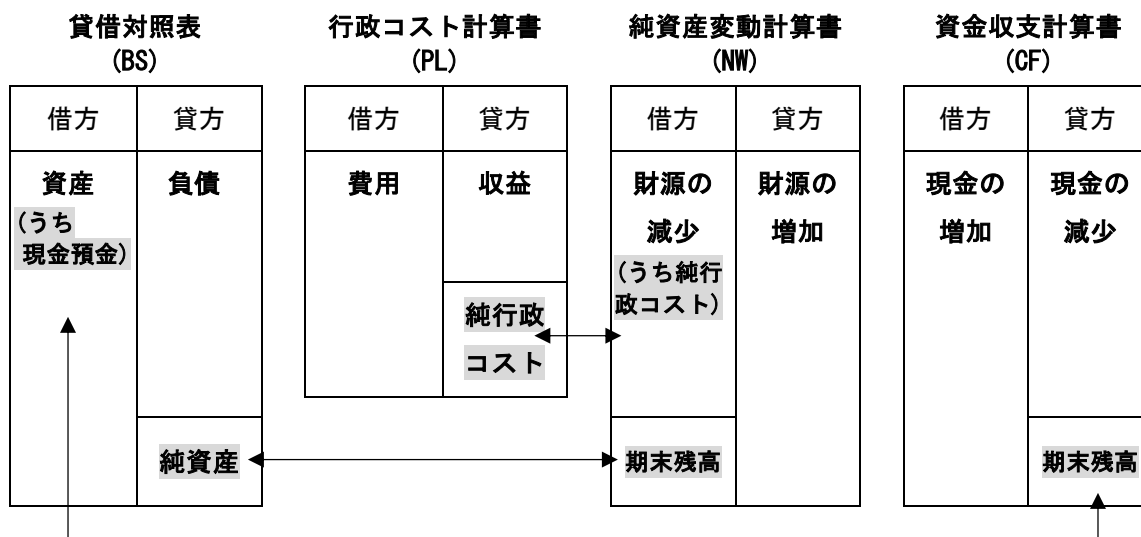 貸借対照表
(BS)
借方
貸方
資産
(うち
現金預金)
負債
純資産
行政コスト計算書
(PL)
借方
貸方
費用
収益
純行政
コスト
純資産変動計算書
(NW)
借方
貸方
財源の
減少
(うち純行
政コスト)
期末残高
財源の
増加
資金収支計算書
(CF)
借方
貸方
現金の
増加
現金の
減少
期末残高